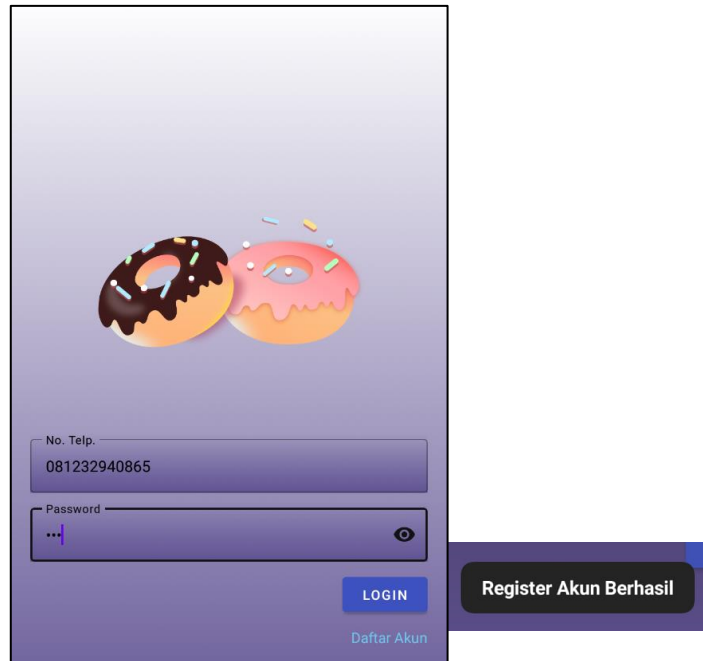 No. Telp.
081232940865
Password
•••
LOGIN
Daftar Akun
Register Akun Berhasil